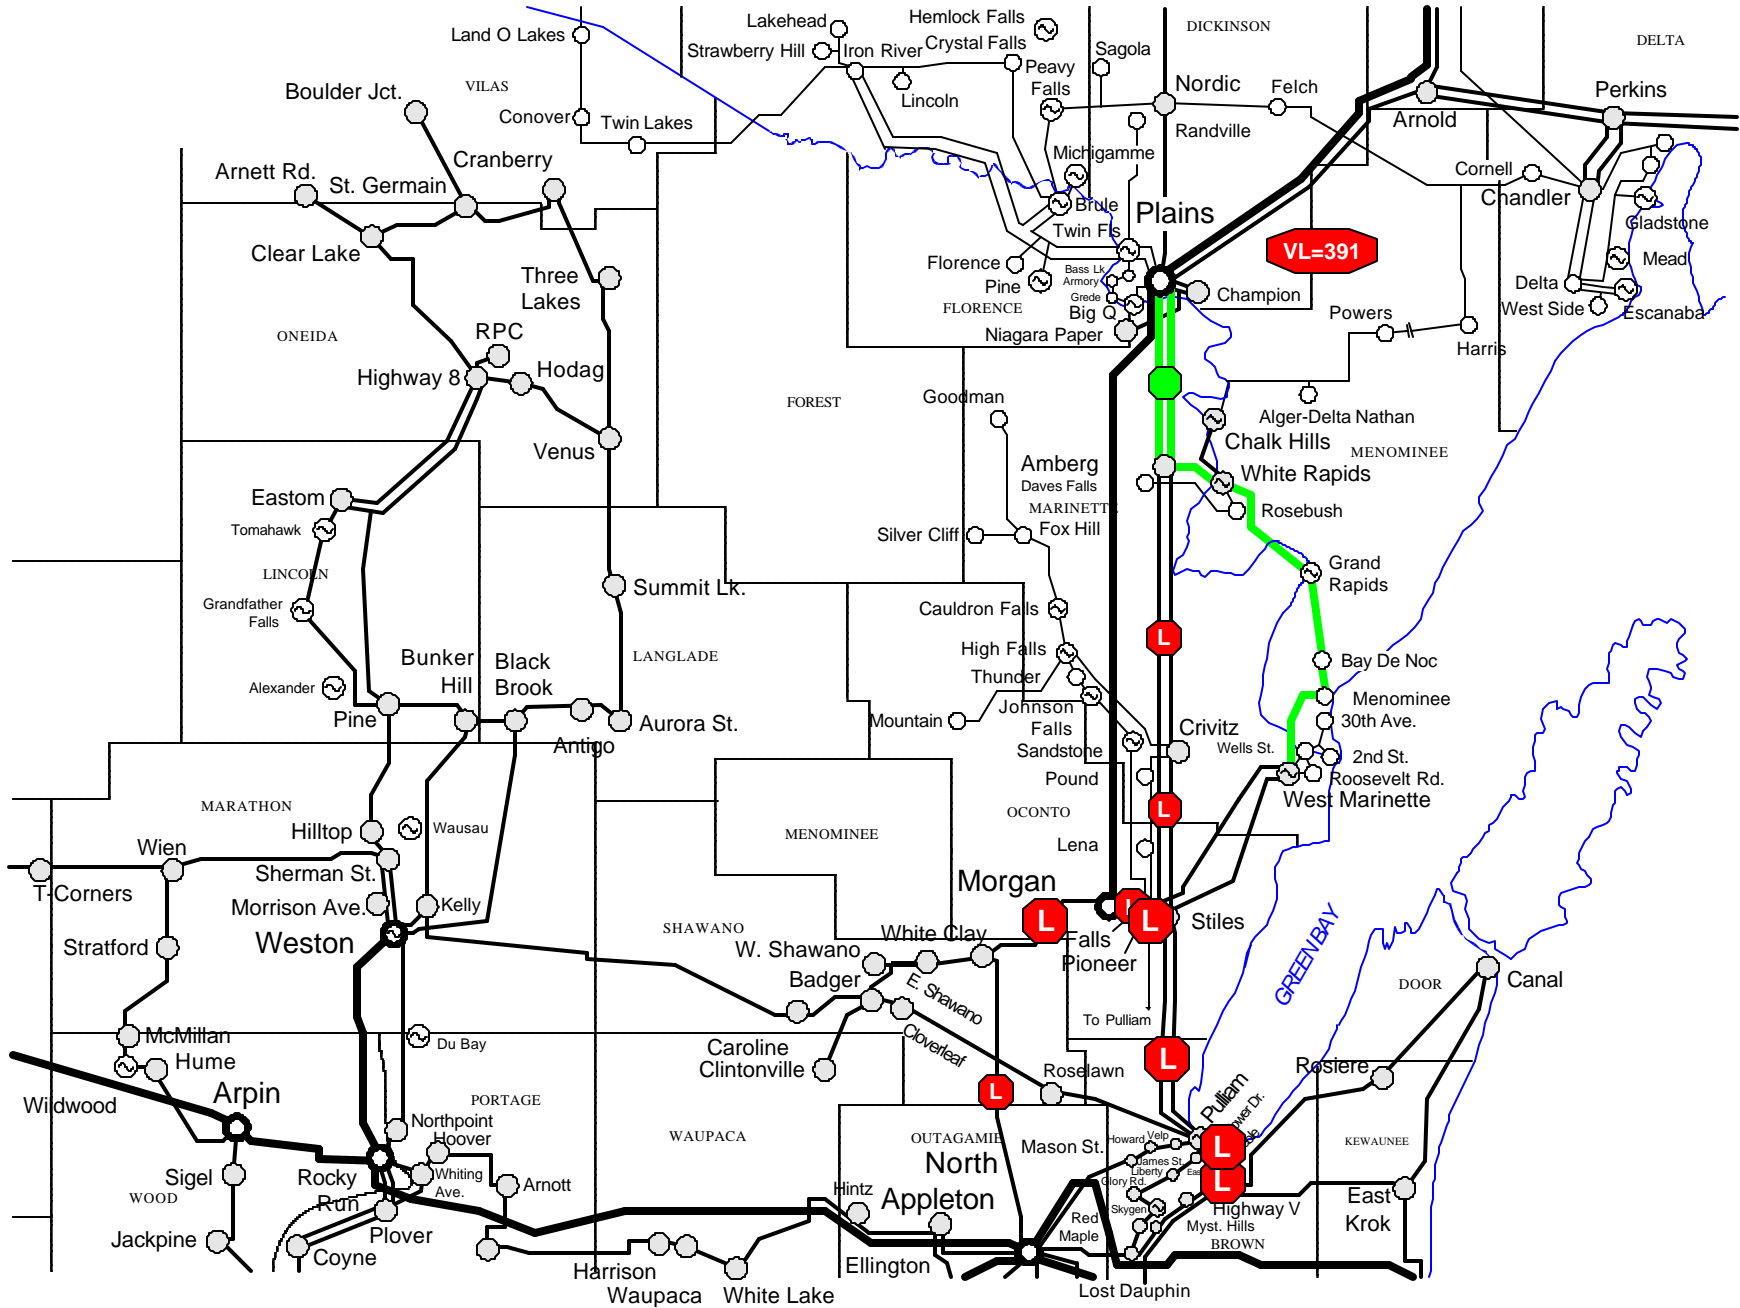 Land O Lakes
Lakehead
Hemlock Falls
Strawberry Hill
Iron River
Crystal Falls
Sagola
DICKINSON
DELTA
Peavy
Falls
Lincoln
Nordic
Felch
Randville
Arnold
Perkins
VILAS
Boulder Jct.
Conover
Twin Lakes
Arnett Rd.
St. Germain
Cranberry
Clear Lake
Three
Lakes
Michigamme
Brule
Twin Fls
Plains
VL=391
Cornell
Chandler
Gladstone
Mead
Delta
West Side
Escanaba
Florence
Pine
FLORENCE
Bass Lk.
Armory
Grede
Big Q
Niagara Paper
Champion
Powers
Harris
ONEIDA
RPC
Highway 8
Hodag
Venus
FOREST
Goodman
Alger-Delta Nathan
Chalk Hills
MENOMINEE
Amberg
Daves Falls
White Rapids
MARINETTE
Rosebush
Silver Cliff
Fox Hill
Eastom
Tomahawk
LINCOLN
Grandfather
Falls
Summit Lk.
Grand
Rapids
Cauldron Falls
High Falls
Thunder
L
Bunker
Hill
Black
Brook
LANGLADE
Alexander
Pine
Antigo
Aurora St.
Mountain
Johnson
Falls
Sandstone
Pound
Crivitz
Bay De Noc
Menominee
30th Ave.
Wells St.
2nd St.
Roosevelt Rd.
West Marinette
MARATHON
Hilltop
Wausau
Wien
Sherman St.
T-Corners
Morrison Ave.
Kelly
Weston
Stratford
MENOMINEE
OCONTO
L
Lena
Morgan
L
L
L
Stiles
Falls
Pioneer
SHAWANO
White Clay
W. Shawano
Badger
E. Shawano
Cloverleaf
GREEN BAY
DOOR
Canal
To Pulliam
McMillan
Hume
Du Bay
Caroline
Clintonville
Roselawn
L
L
Rosiere
Wildwood
Arpin
PORTAGE
Northpoint
Hoover
WAUPACA
OUTAGAMIE
Pulliam
Mason St.
Howard
Velp
James St.
Liberty
Glory Rd.
L
L
KEWAUNEE
Sigel
WOOD
Rocky
Run
Whiting
Ave.
Arnott
North
Appleton
Hintz
Skygen
Highway V
East
Krok
Jackpine
Coyne
Plover
Red
Maple
Myst. Hills
BROWN
Harrison
Waupaca
White Lake
Ellington
Lost Dauphin